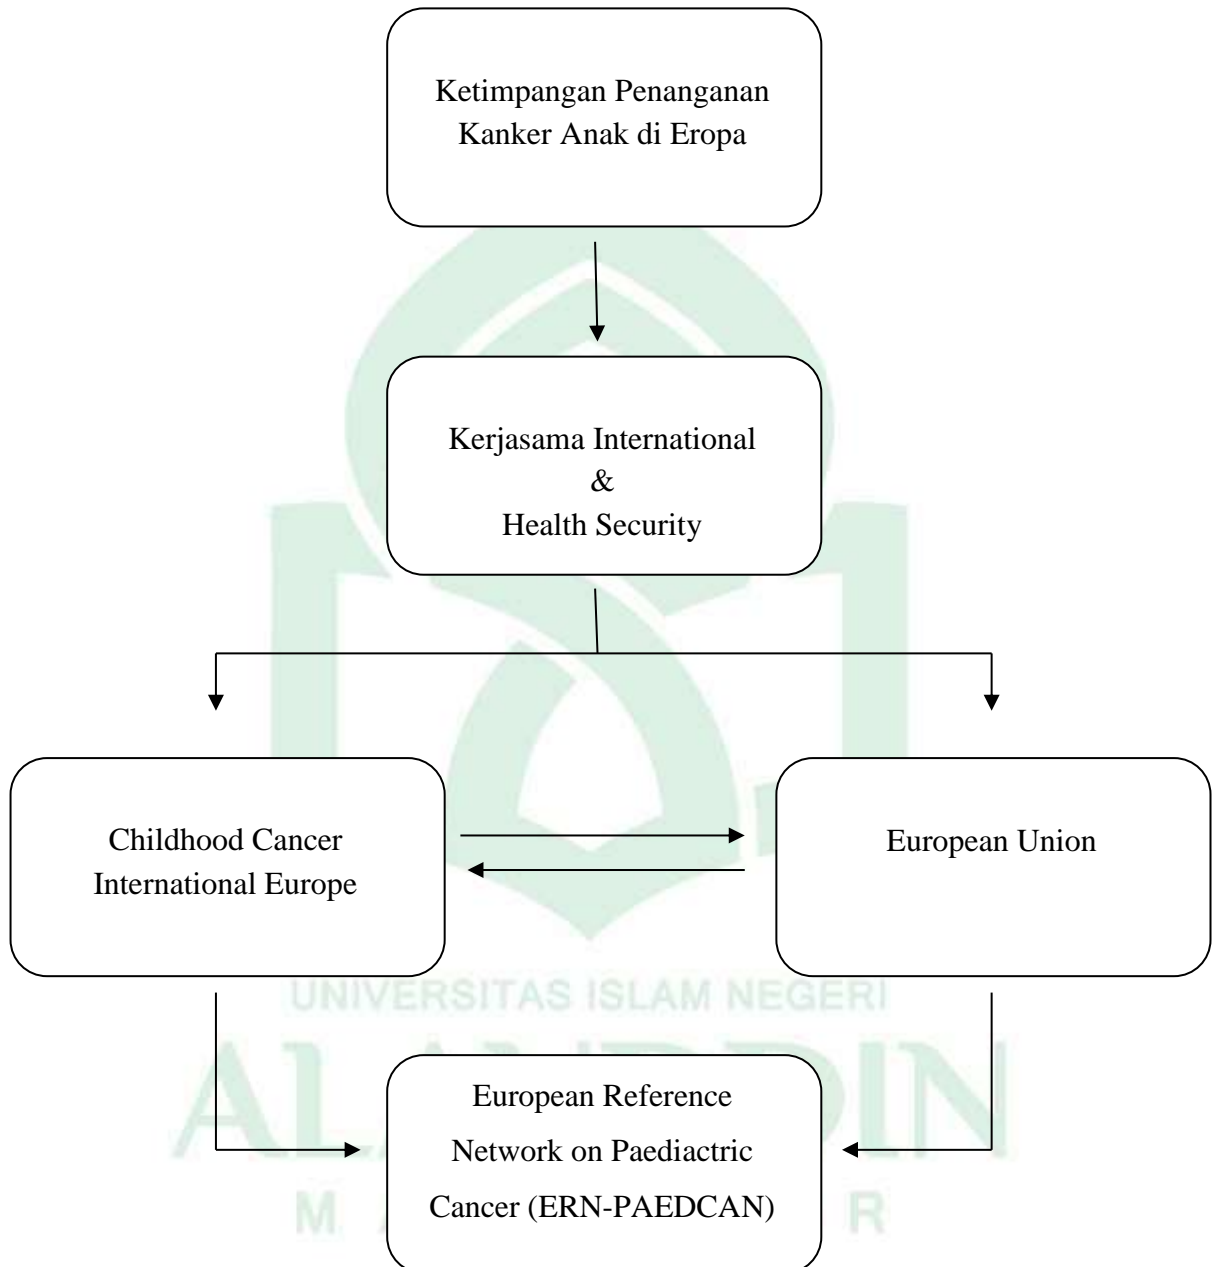 Ketimpangan Penanganan
Kanker Anak di Eropa
Kerjasama International
&
Health Security
Childhood Cancer
International Europe
European Union
UNIVERSITAS ISLAM NEGERI
European Reference
Network on Paediactric
Cancer (ERN-PAEDCAN)